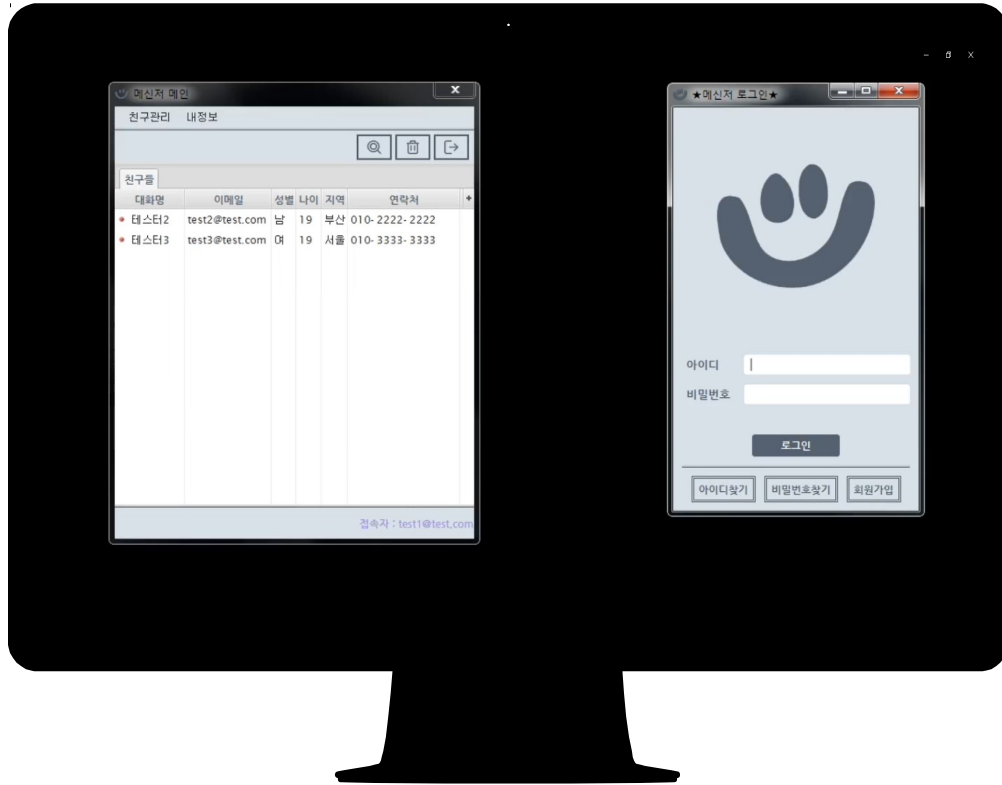 메신저 메인
친구관리 내정보
친구들
대화명 이메일 성별 나이 지역 연락처
테스터2 test2@test.com 남 19 부산 010- 2222- 2222
테스터3 test3@test.com 여 19 서울 010- 3333- 3333
접속자 : test1@test.com
★메신저 로그인★
아이디
비밀번호
로그인
아이디찾기 비밀번호찾기 회원가입